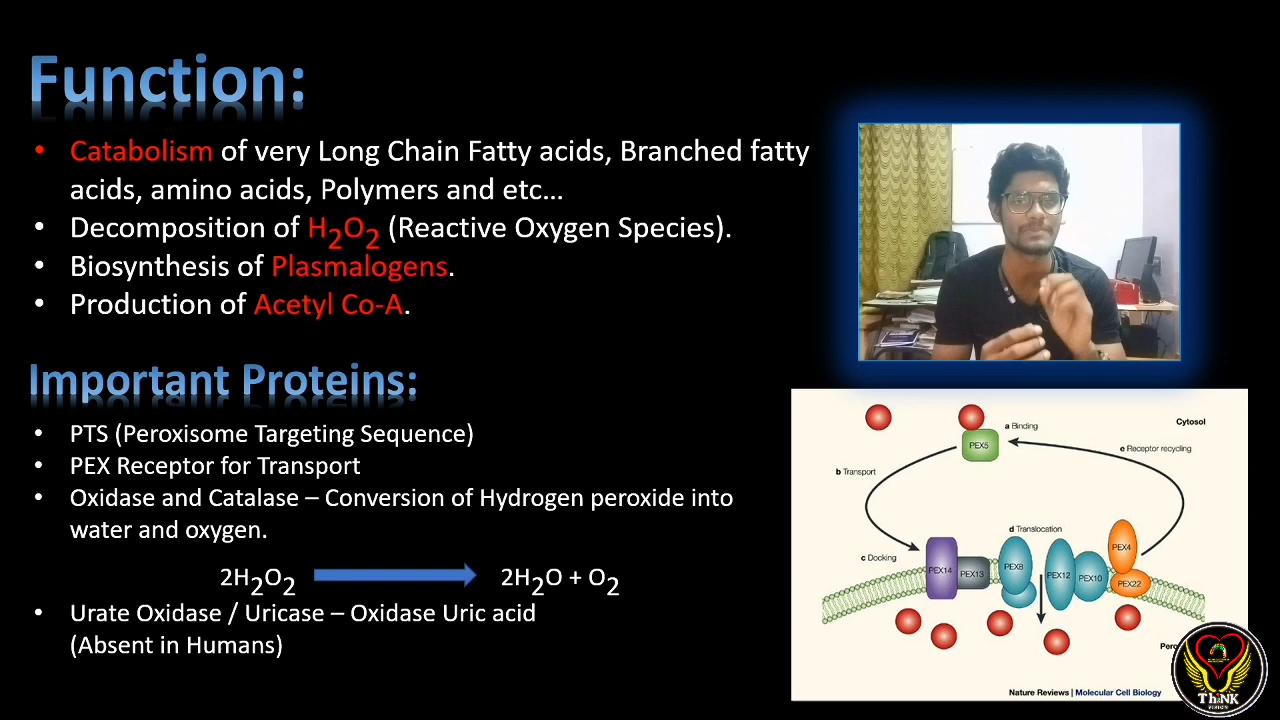 Function:
• Catabolism of very Long Chain Fatty acids, Branched fatty
acids, amino acids, Polymers and etc...
• Decomposition of H2O2 (Reactive Oxygen Species).
• Biosynthesis of Plasmalogens.
• Production of Acetyl Co-A.
Important Proteins:
• PTS (Peroxisome Targeting Sequence)
• PEX Receptor for Transport
• Oxidase and Catalase – Conversion of Hydrogen peroxide into
water and oxygen.
2H2O2 2H2O + O2
• Urate Oxidase / Uricase – Oxidase Uric acid
(Absent in Humans)
Cytosol
a Binding
PEX5
e Receptor recycling
b Transport
d Translocation
c Docking
PEX14
PEX13
PEX8
PEX12
PEX10
PEX4
PEX22
Nature Reviews | Molecular Cell Biology
ThiNK
VISION